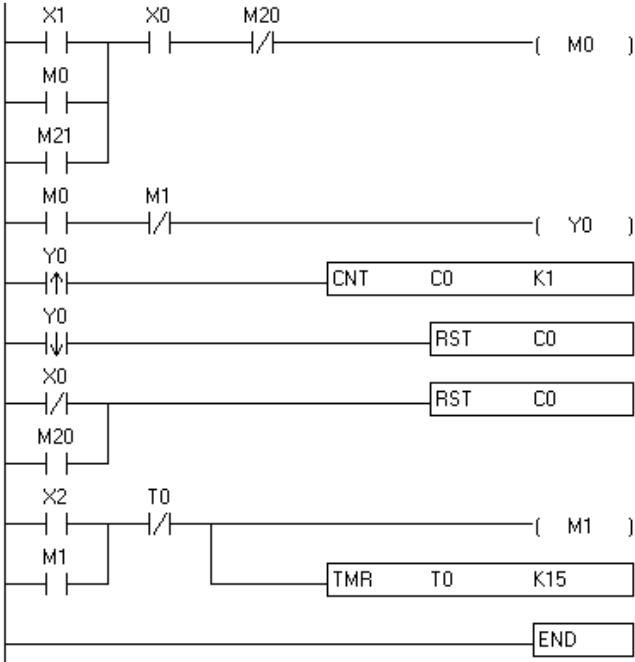 X1 X0 M20
( M0 )
M0
M21
M0 M1
( Y0 )
Y0
CNT C0 K1
Y0
RST C0
X0
RST C0
M20
X2 T0
( M1 )
M1
TMR T0 K15
END